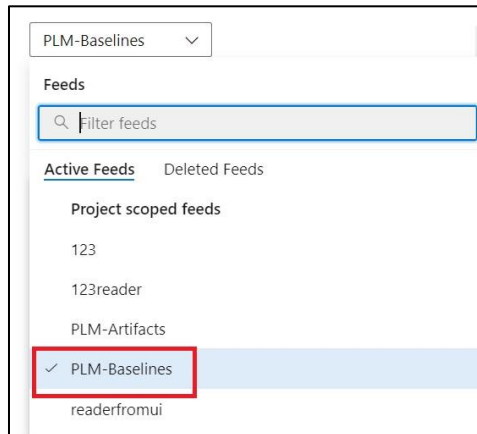 PLM-Baselines
Feeds
Filter feeds
Active Feeds Deleted Feeds
Project scoped feeds
123
123reader
PLM-Artifacts
PLM-Baselines
readerfromui